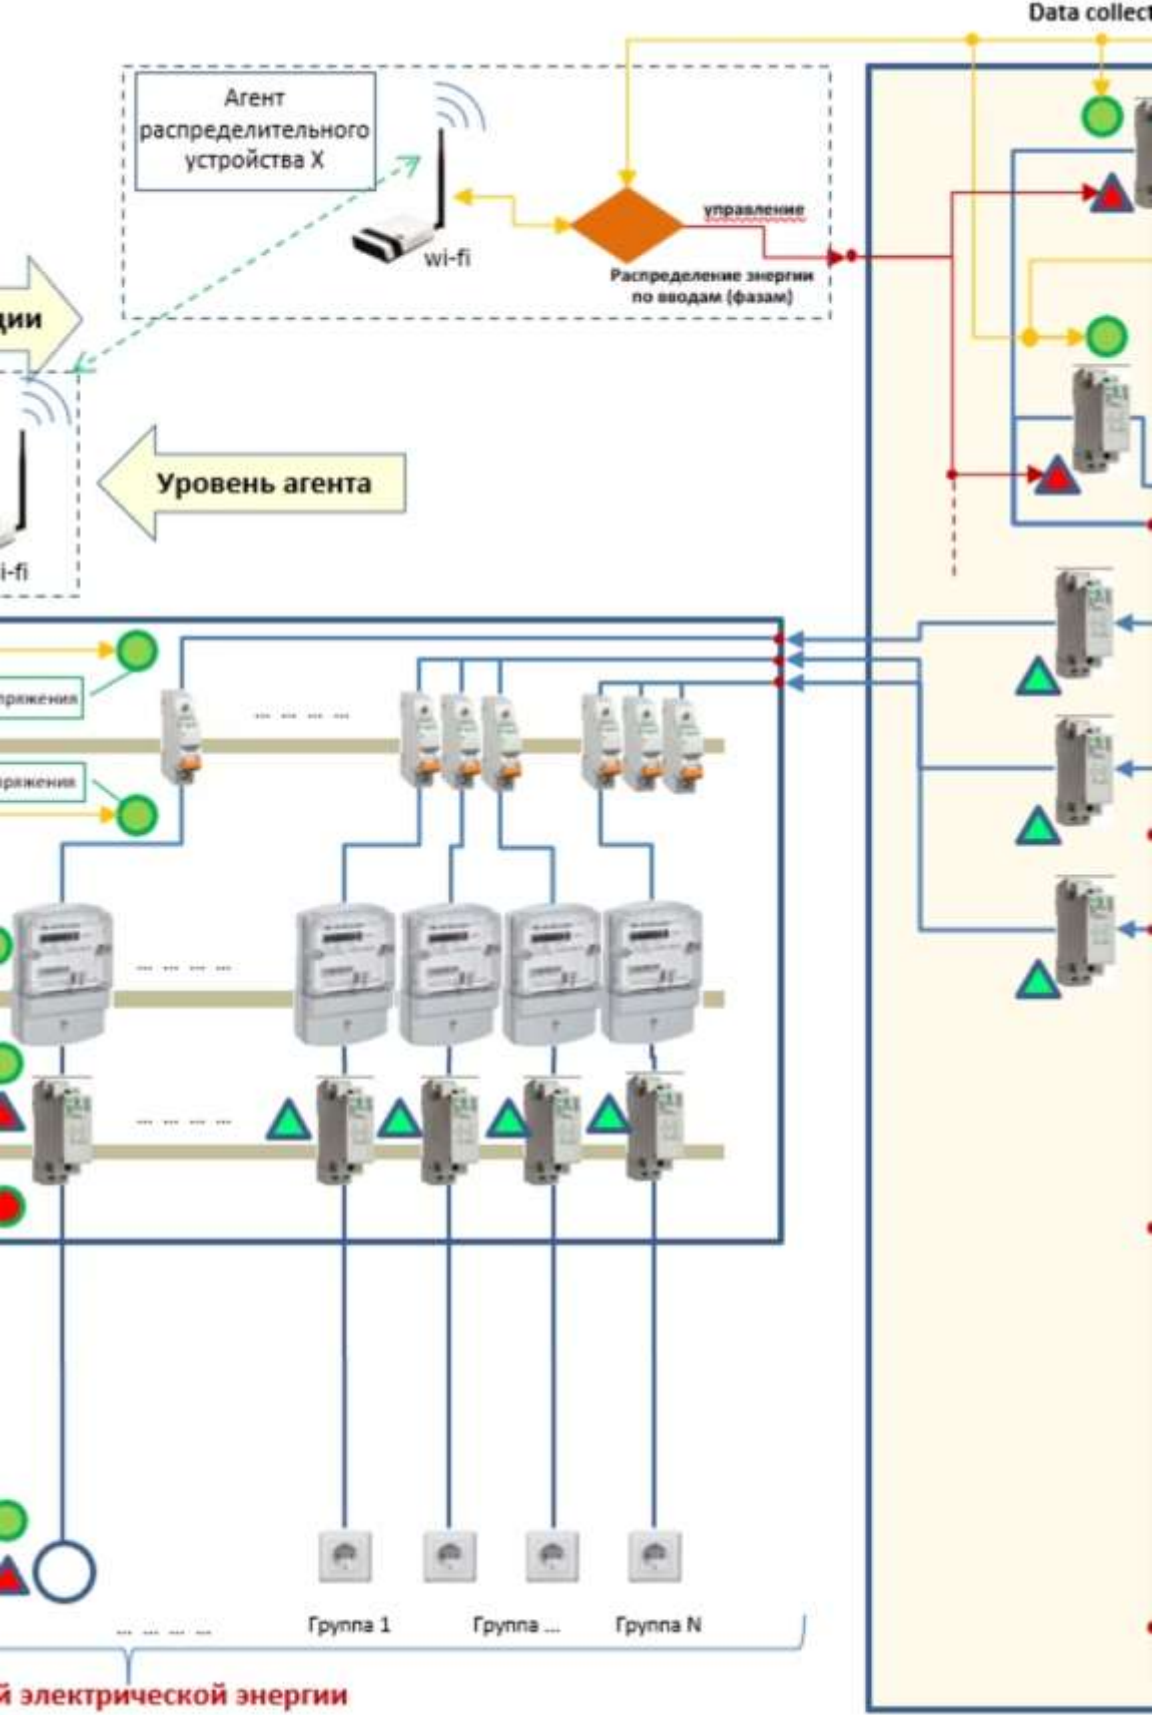 Data collect
Агент
распределительного
устройства X
wi-fi
управление
Распределение энергии
по вводам (фазам)
ции
Уровень агента
i-fi
пряжения
... ... ... ...
пряжения
... ... ... ...
... ... ... ...
Группа 1
Группа ...
Группа N
... ... ... ...
й электрической энергии